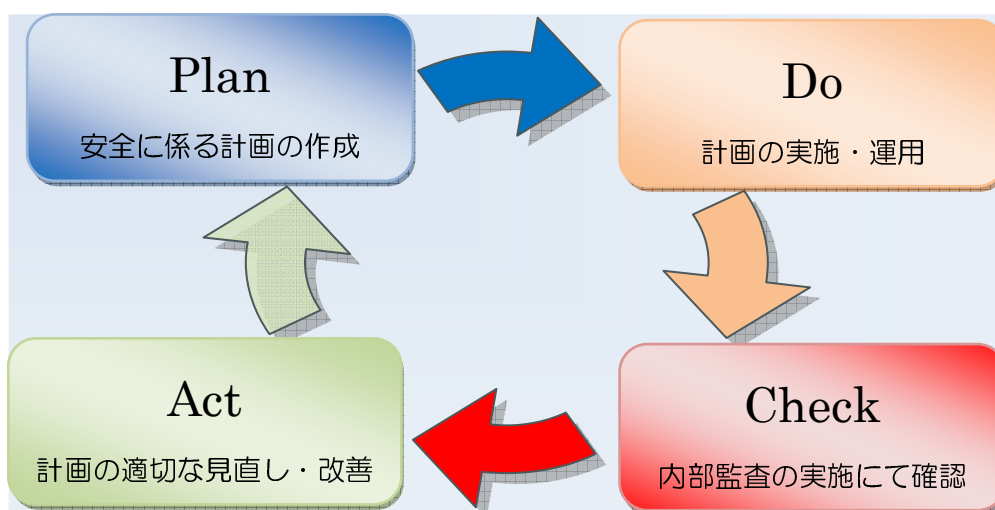 Plan
安全に係る計画の作成
Do
計画の実施・運用
Check
内部監査の実施にて確認
Act
計画の適切な見直し・改善